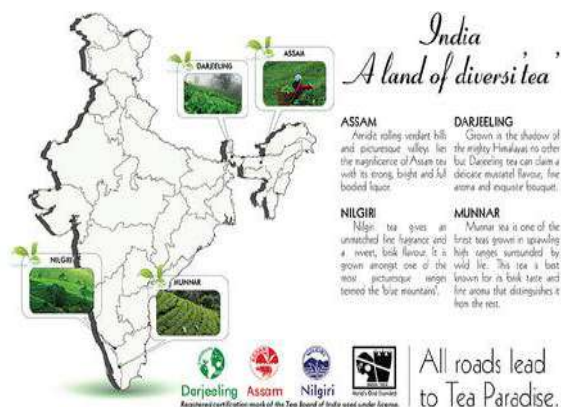 India
A land of diversi'tea'
DARJEELING
ASSAM
NILGIRI
MUNNAR
ASSAM
Amidst rolling verdant hills
and picturesque valleys lies
the magnificence of Assam tea
with its strong, bright and full
bodied liquor.
DARJEELING
Grown is the shadow of
the mighty Himalayas no other
but Darjeeling tea can claim a
delicate muscatel flavour, fine
aroma and exquisite bouquet.
NILGIRI
Nilgiri tea gives an
unmatched fine fragrance and
a sweet, brisk flavour. It is
grown amongst one of the
most picturesque ranges
termed the 'blue mountains'.
MUNNAR
Munnar tea is one of the
finest teas grown in sprawling
high ranges surrounded by
wild life. This tea is best
known for its brisk taste and
fine aroma that distinguishes it
from the rest.
Darjeeling
Assam
Nilgiri
Registered certification mark of the Tea Board of India used under license.
All roads lead
to Tea Paradise.